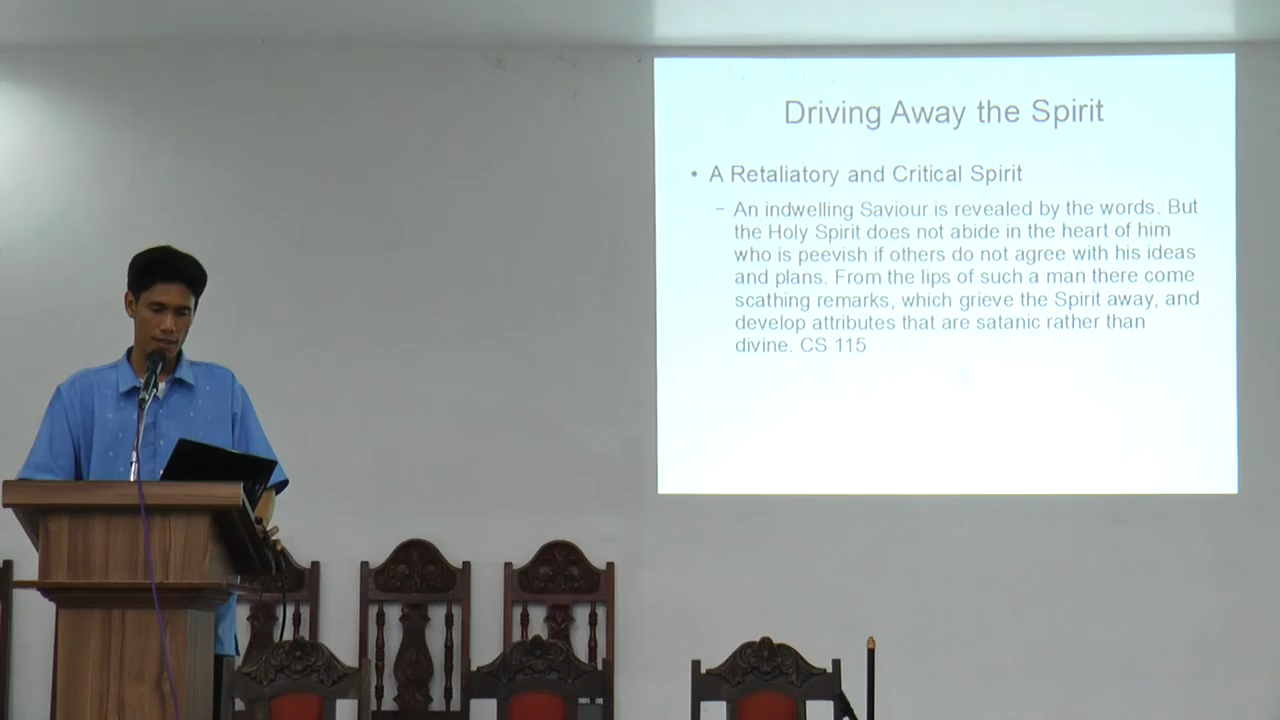 Driving Away the Spirit
• A Retaliatory and Critical Spirit
– An indwelling Saviour is revealed by the words. But
the Holy Spirit does not abide in the heart of him
who is peevish if others do not agree with his ideas
and plans. From the lips of such a man there come
scathing remarks, which grieve the Spirit away, and
develop attributes that are satanic rather than
divine. CS 115